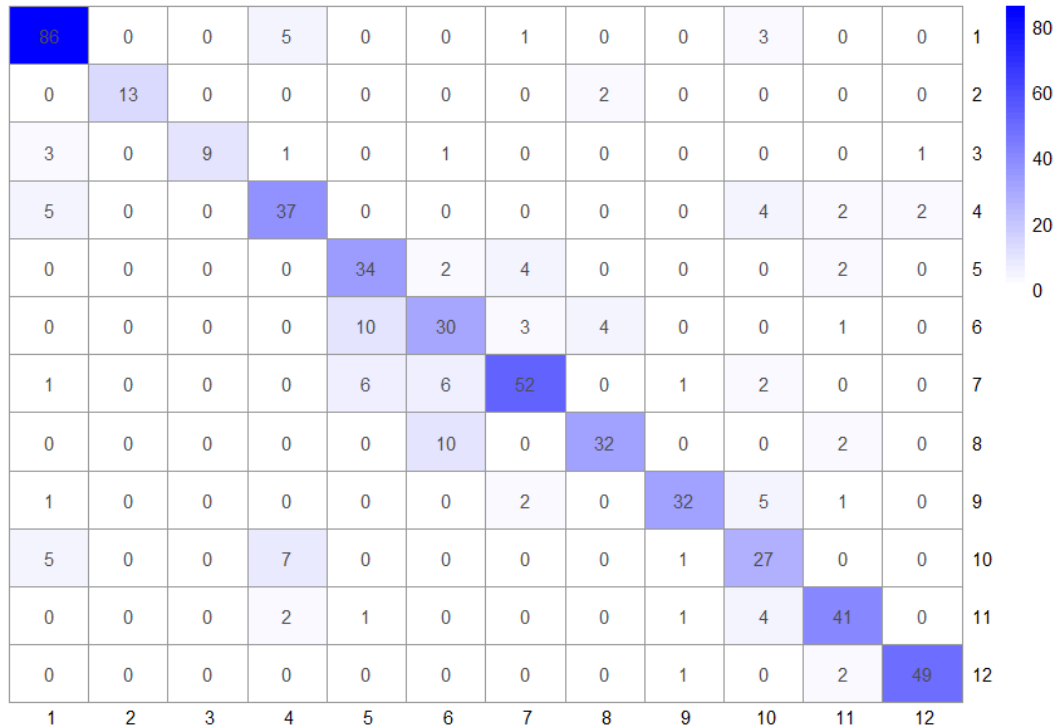 86 0 0 5 0 0 1 0 0 3 0 0 1
0 13 0 0 0 0 0 2 0 0 0 0 2
3 0 9 1 0 1 0 0 0 0 0 1 3
5 0 0 37 0 0 0 0 0 4 2 2 4
0 0 0 0 34 2 4 0 0 0 2 0 5
0 0 0 0 10 30 3 4 0 0 1 0 6
1 0 0 0 6 6 52 0 1 2 0 0 7
0 0 0 0 0 10 0 32 0 0 2 0 8
1 0 0 0 0 0 2 0 32 5 1 0 9
5 0 0 7 0 0 0 0 1 27 0 0 10
0 0 0 2 1 0 0 0 1 4 41 0 11
0 0 0 0 0 0 0 0 1 0 2 49 12
1 2 3 4 5 6 7 8 9 10 11 12
80
60
40
20
0